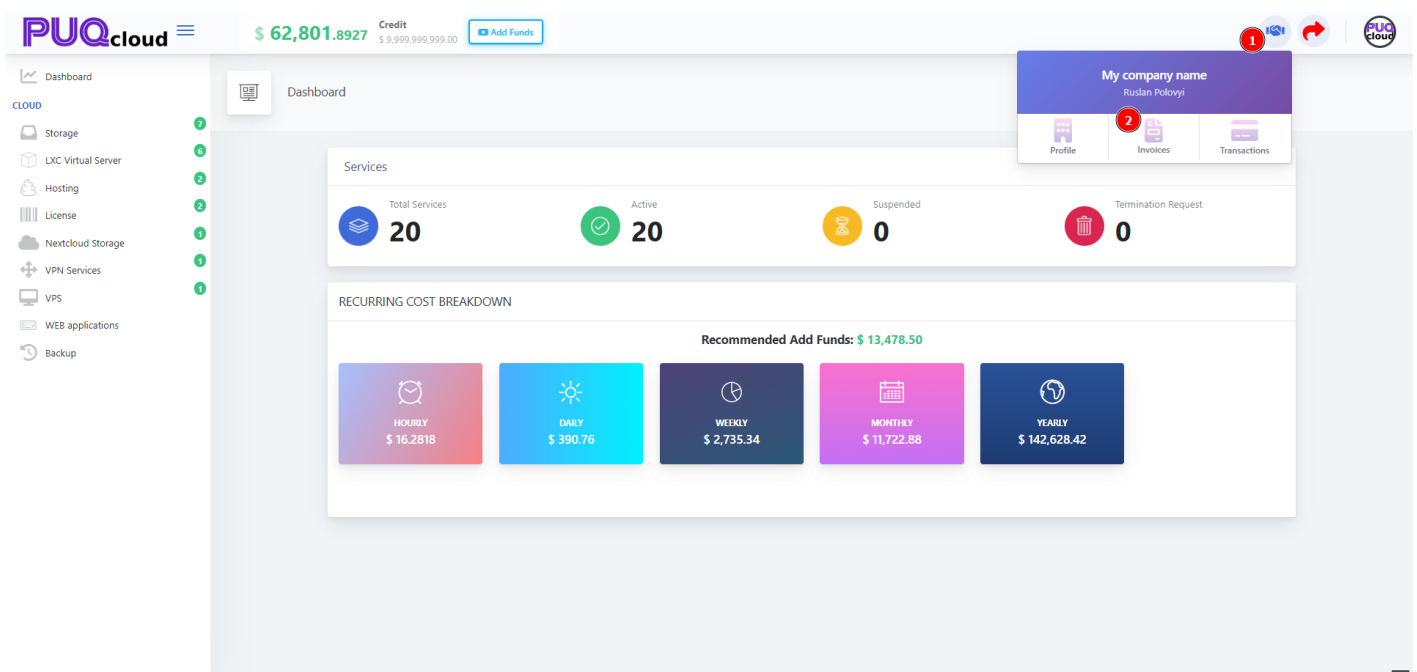 PUQcloud
$ 62,801.8927
Credit
$ 9,999,999,999.00
Add Funds
1
PUQ
cloud
My company name
Ruslan Polovyi
2
Profile
Invoices
Transactions
Dashboard
CLOUD
Storage 7
LXC Virtual Server 6
Hosting 2
License 2
Nextcloud Storage 1
VPN Services 1
VPS 1
WEB applications
Backup
Dashboard
Services
Total Services
20
Active
20
Suspended
0
Termination Request
0
RECURRING COST BREAKDOWN
Recommended Add Funds: $ 13,478.50
HOURLY
$ 16.2818
DAILY
$ 390.76
WEEKLY
$ 2,735.34
MONTHLY
$ 11,722.88
YEARLY
$ 142,628.42